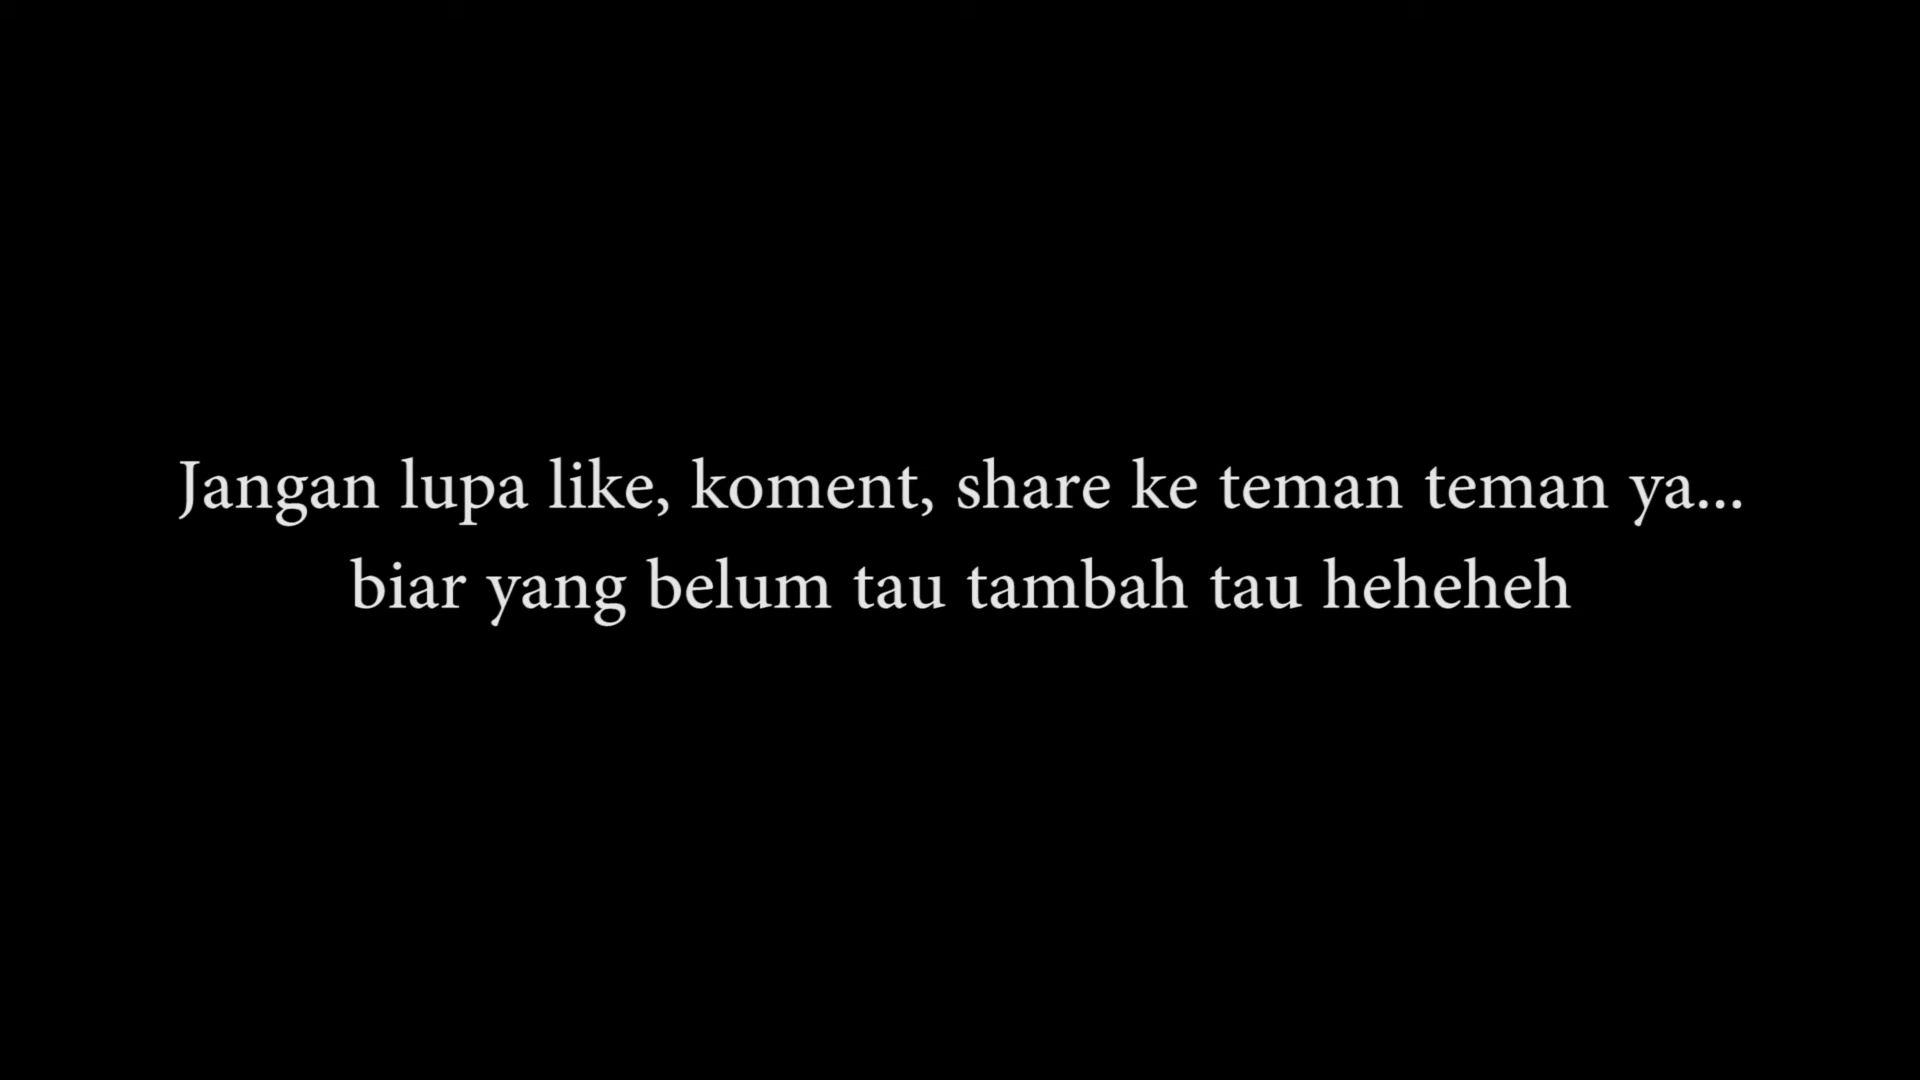 Jangan lupa like, koment, share ke teman teman ya...
biar yang belum tau tambah tau heheheh